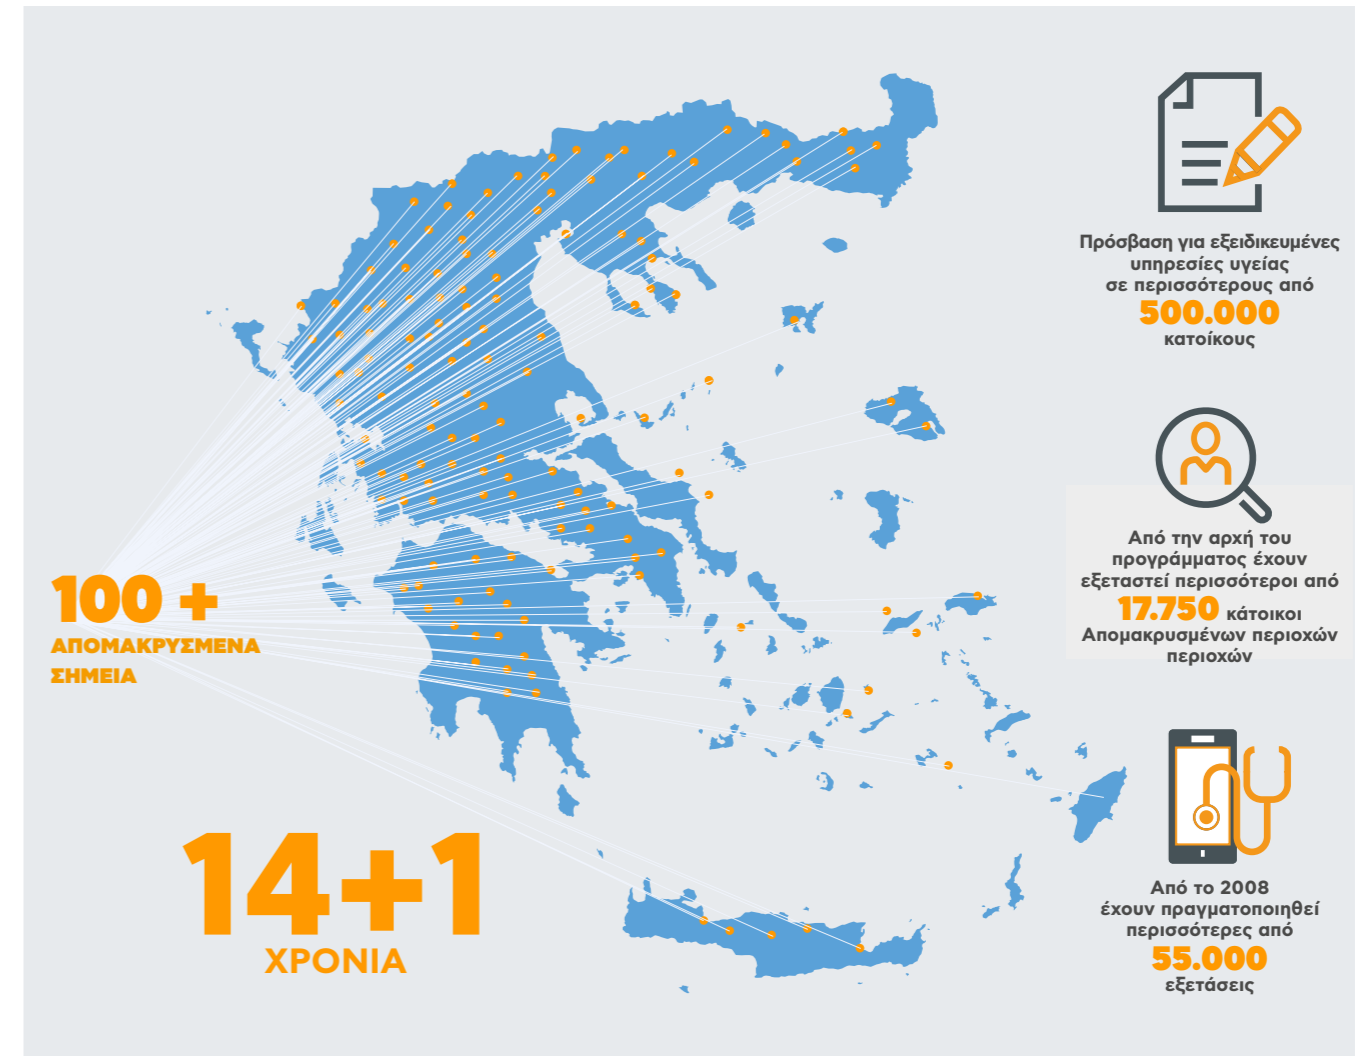 Πρόσβαση για εξειδικευμένες
υπηρεσίες υγείας
σε περισσότερους από
500.000
κατοίκους
Από την αρχή του
προγράμματος έχουν
εξεταστεί περισσότεροι από
17.750 κάτοικοι
Απομακρυσμένων περιοχών
περιοχών
100 +
ΑΠΟΜΑΚΡΥΣΜΕΝΑ
ΣΗΜΕΙΑ
14+1
ΧΡΟΝΙΑ
Από το 2008
έχουν πραγματοποιηθεί
περισσότερες από
55.000
εξετάσεις